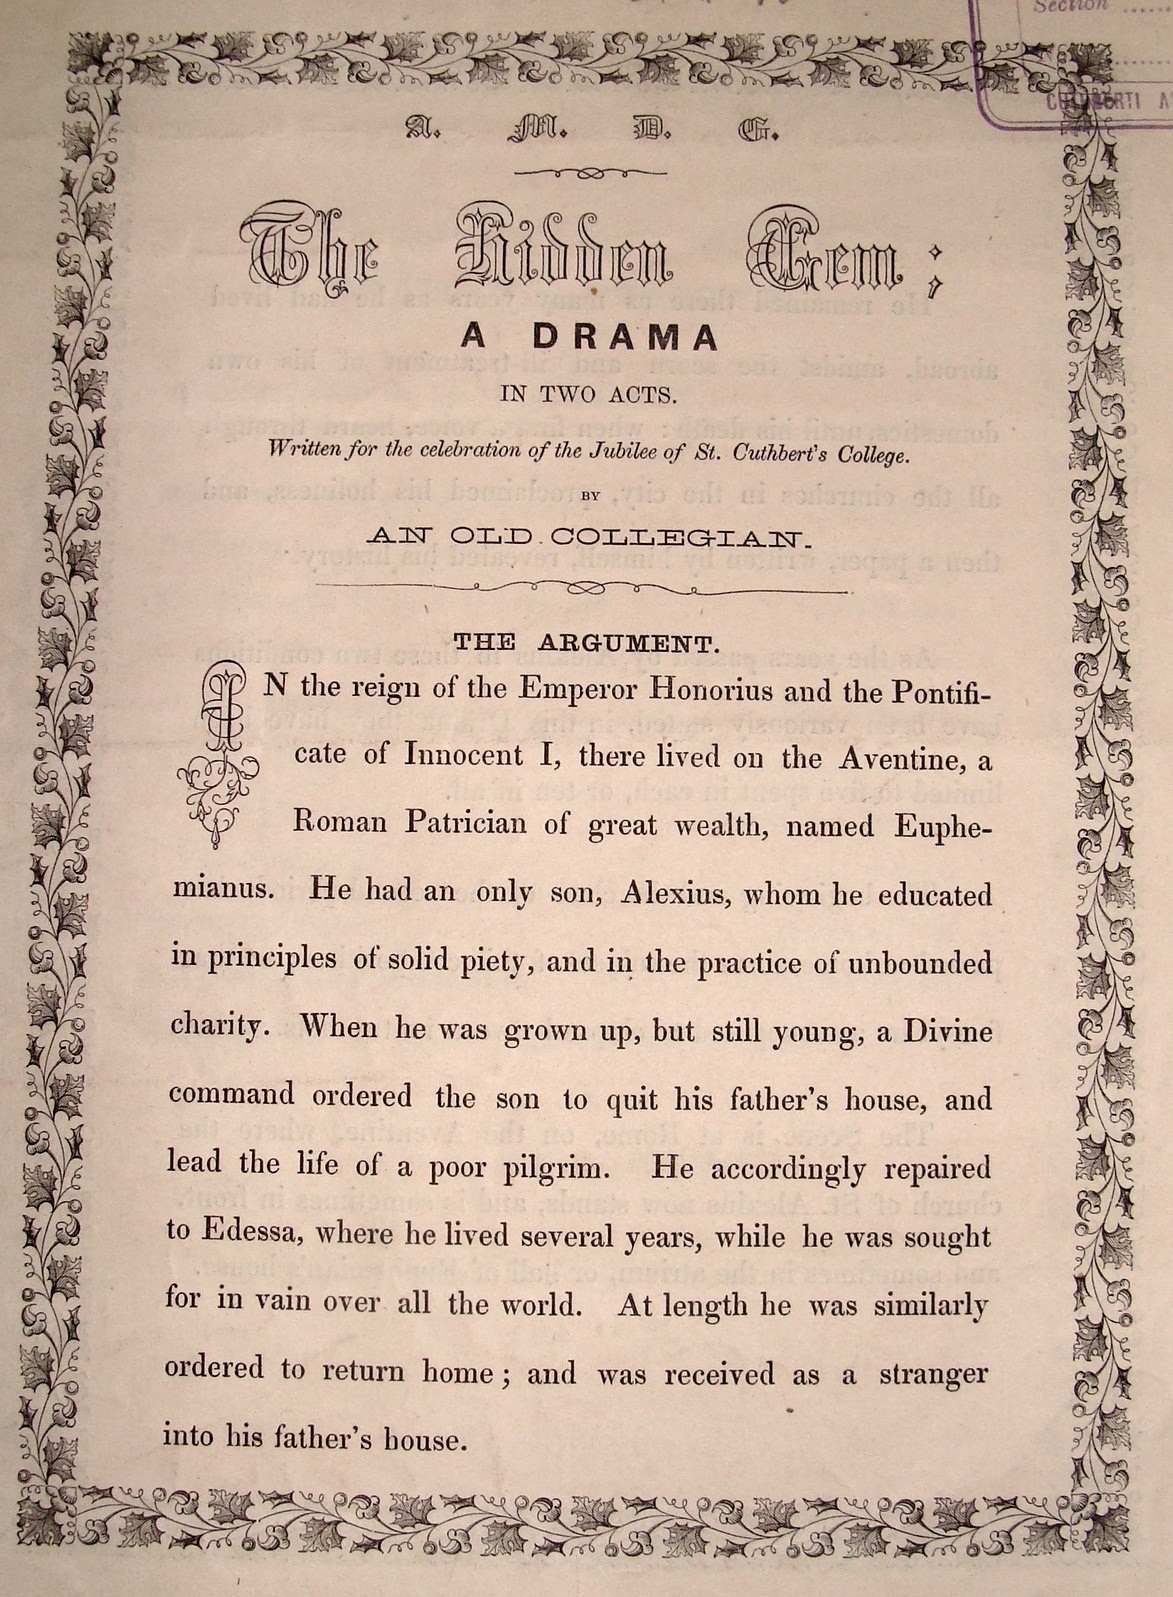 Section
CUTHBERTI
A. M. D. G.
The Hidden Gem;
A DRAMA
IN TWO ACTS.
Written for the celebration of the Jubilee of St. Cuthbert's College.
BY
AN OLD COLLEGIAN.
THE ARGUMENT.
IN the reign of the Emperor Honorius and the Pontifi-
cate of Innocent I, there lived on the Aventine, a
Roman Patrician of great wealth, named Euphe-
mianus. He had an only son, Alexius, whom he educated
in principles of solid piety, and in the practice of unbounded
charity. When he was grown up, but still young, a Divine
command ordered the son to quit his father's house, and
lead the life of a poor pilgrim. He accordingly repaired
to Edessa, where he lived several years, while he was sought
for in vain over all the world. At length he was similarly
ordered to return home; and was received as a stranger
into his father's house.